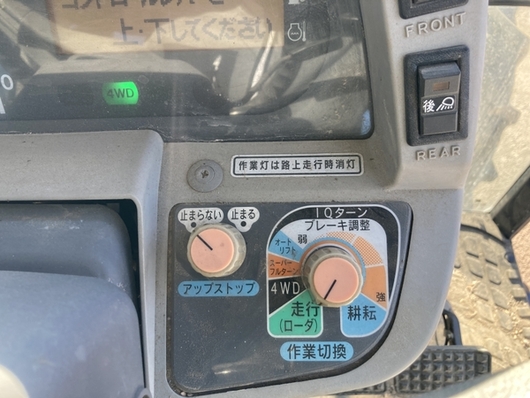 コントロールレバーを
上・下してください
FRONT
4WD
0
後
REAR
作業灯は路上走行時消灯
止まらない 止まる
アップストップ
IQターン
ブレーキ調整
弱
オート
リフト
スーパー
フルターン
4WD
走行
(ローダ)
強
耕転
作業切換